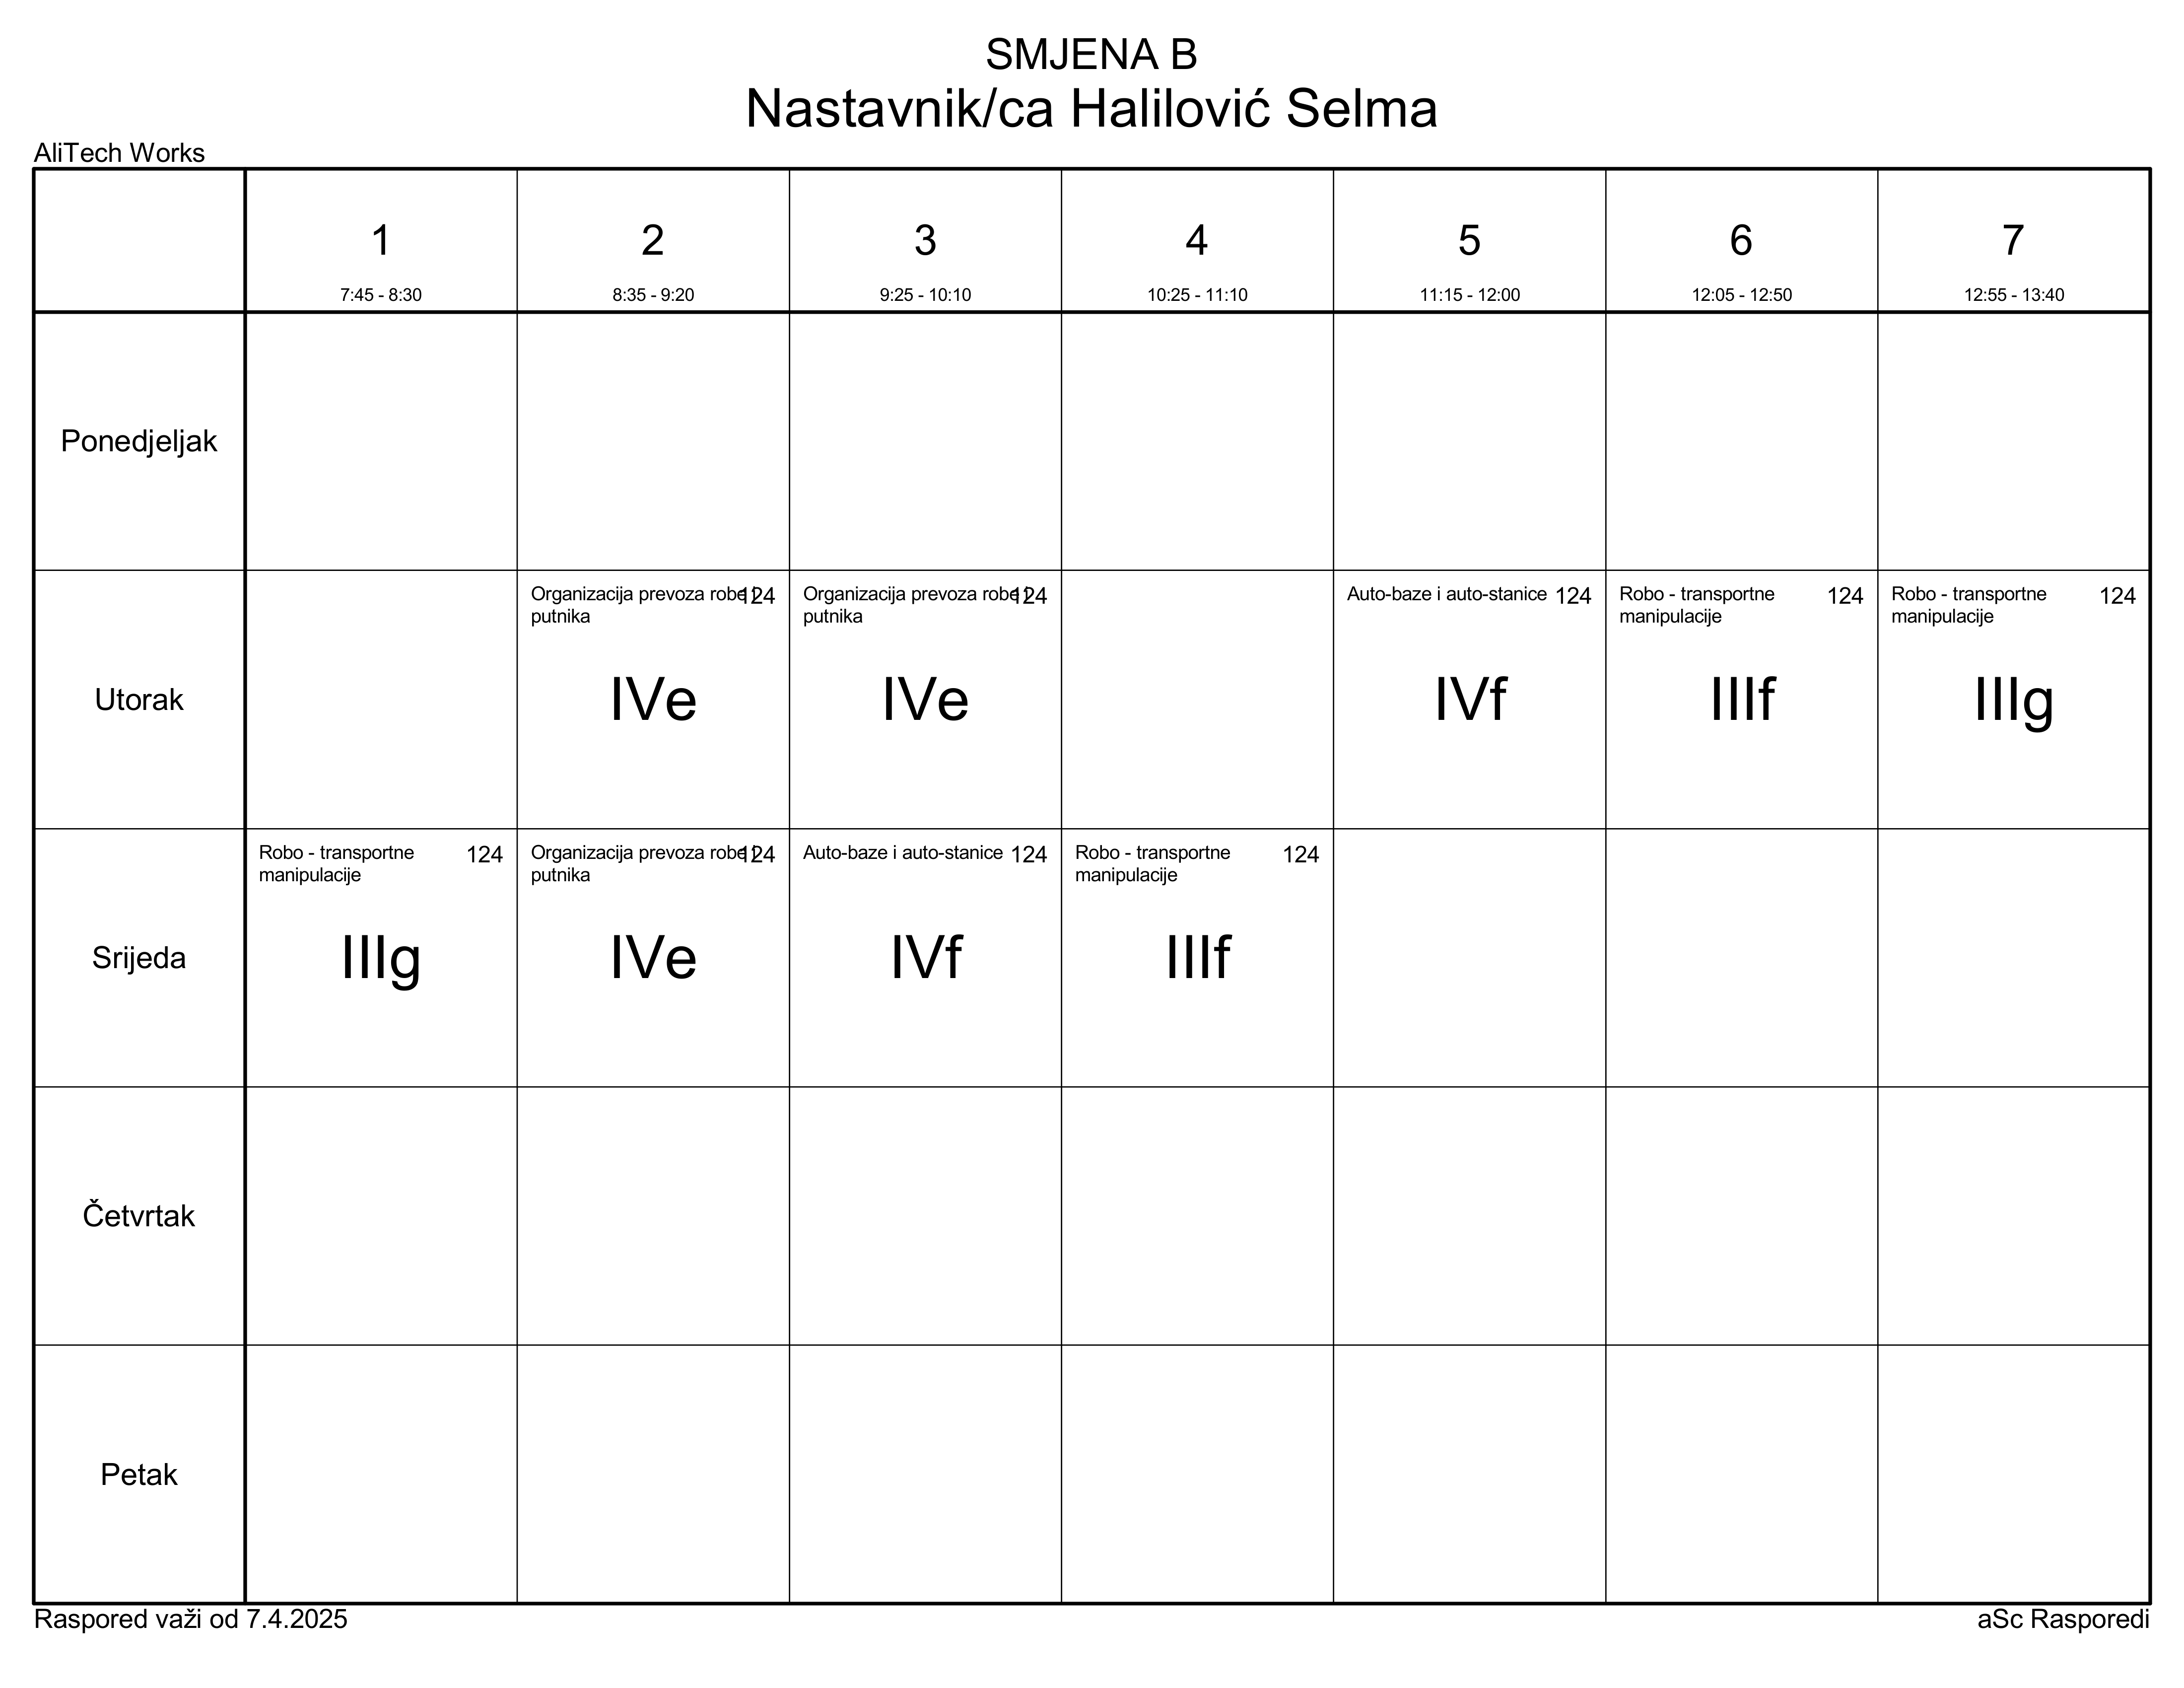 SMJENA B
Nastavnik/ca Halilović Selma
AliTech Works
1 2 3 4 5 6 7
7:45 - 8:30 8:35 - 9:20 9:25 - 10:10 10:25 - 11:10 11:15 - 12:00 12:05 - 12:50 12:55 - 13:40
Ponedjeljak
Utorak
Organizacija prevoza robe i 124
putnika
IVe
Organizacija prevoza robe i 124
putnika
IVe
Auto-baze i auto-stanice 124
IVf
Robo - transportne 124
manipulacije
IIIf
Robo - transportne 124
manipulacije
IIIg
Srijeda
Robo - transportne 124
manipulacije
IIIg
Organizacija prevoza robe i 124
putnika
IVe
Auto-baze i auto-stanice 124
IVf
Robo - transportne 124
manipulacije
IIIf
Četvrtak
Petak
Raspored važi od 7.4.2025
aSc Rasporedi